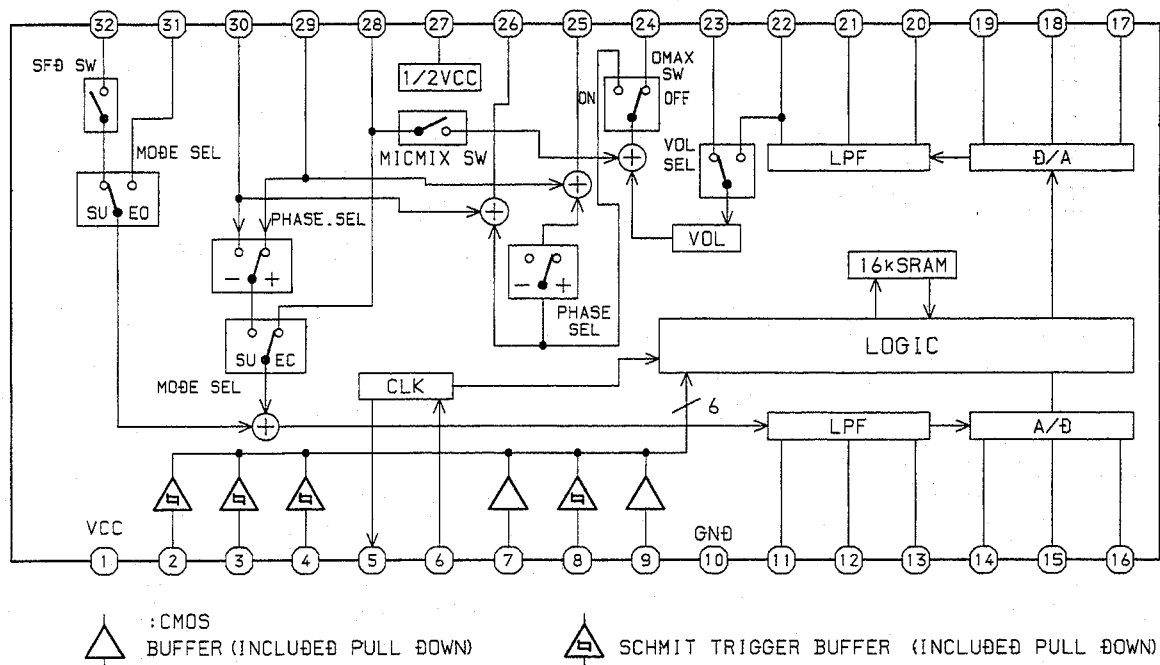 32 31 30 29 28 27 26 25 24 23 22 21 20 19 18 17
SFD SW
1/2VCC
OMAX
SW
ON OFF
MODE SEL
MICMIX SW
VOL
SEL
LPF
D/A
SU EO
PHASE.SEL
VOL
- +
- +
16kSRAM
PHASE
SEL
LOGIC
SU EC
MODE SEL
CLK
6
LPF
A/D
VCC
GND
1 2 3 4 5 6 7 8 9 10 11 12 13 14 15 16
:CMOS
BUFFER (INCLUDED PULL DOWN)
SCHMIT TRIGGER BUFFER (INCLUDED PULL DOWN)